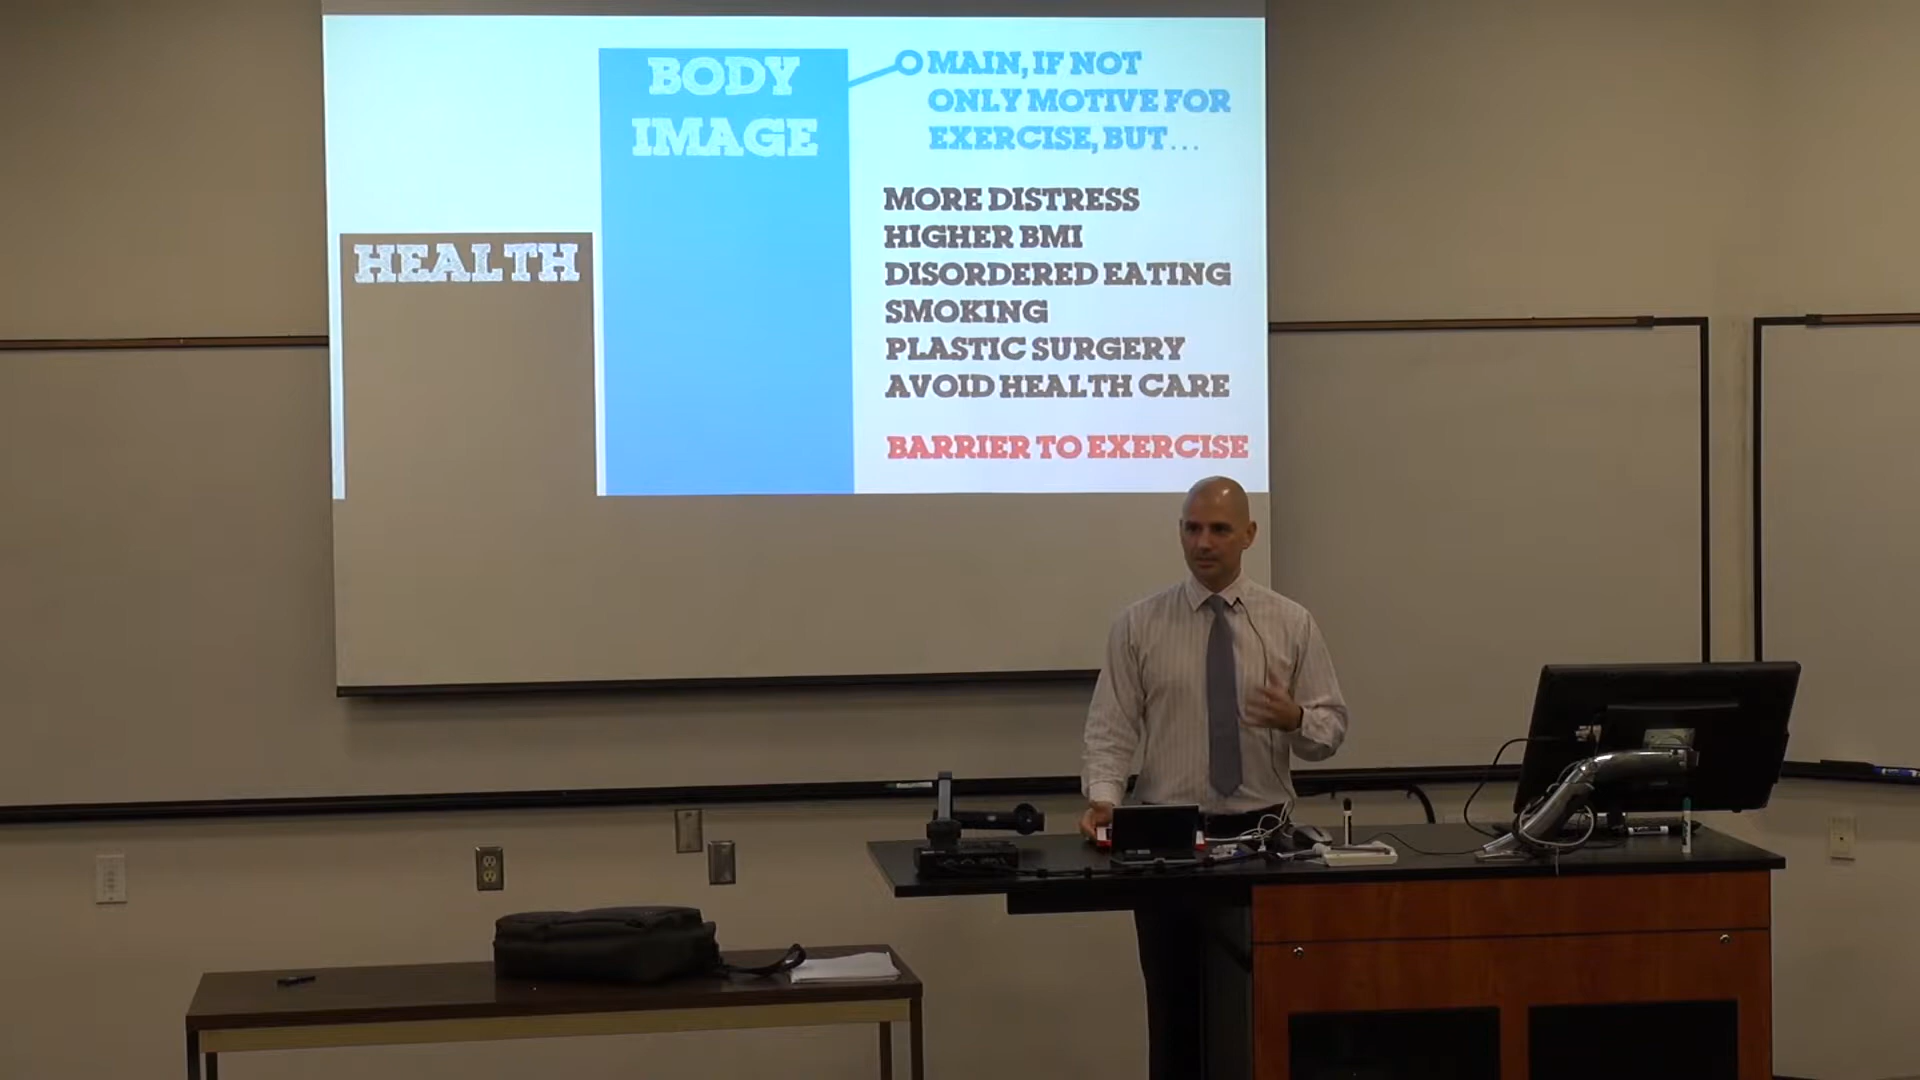 BODY
IMAGE
HEALTH
MAIN, IF NOT
ONLY MOTIVE FOR
EXERCISE, BUT...
MORE DISTRESS
HIGHER BMI
DISORDERED EATING
SMOKING
PLASTIC SURGERY
AVOID HEALTH CARE
BARRIER TO EXERCISE